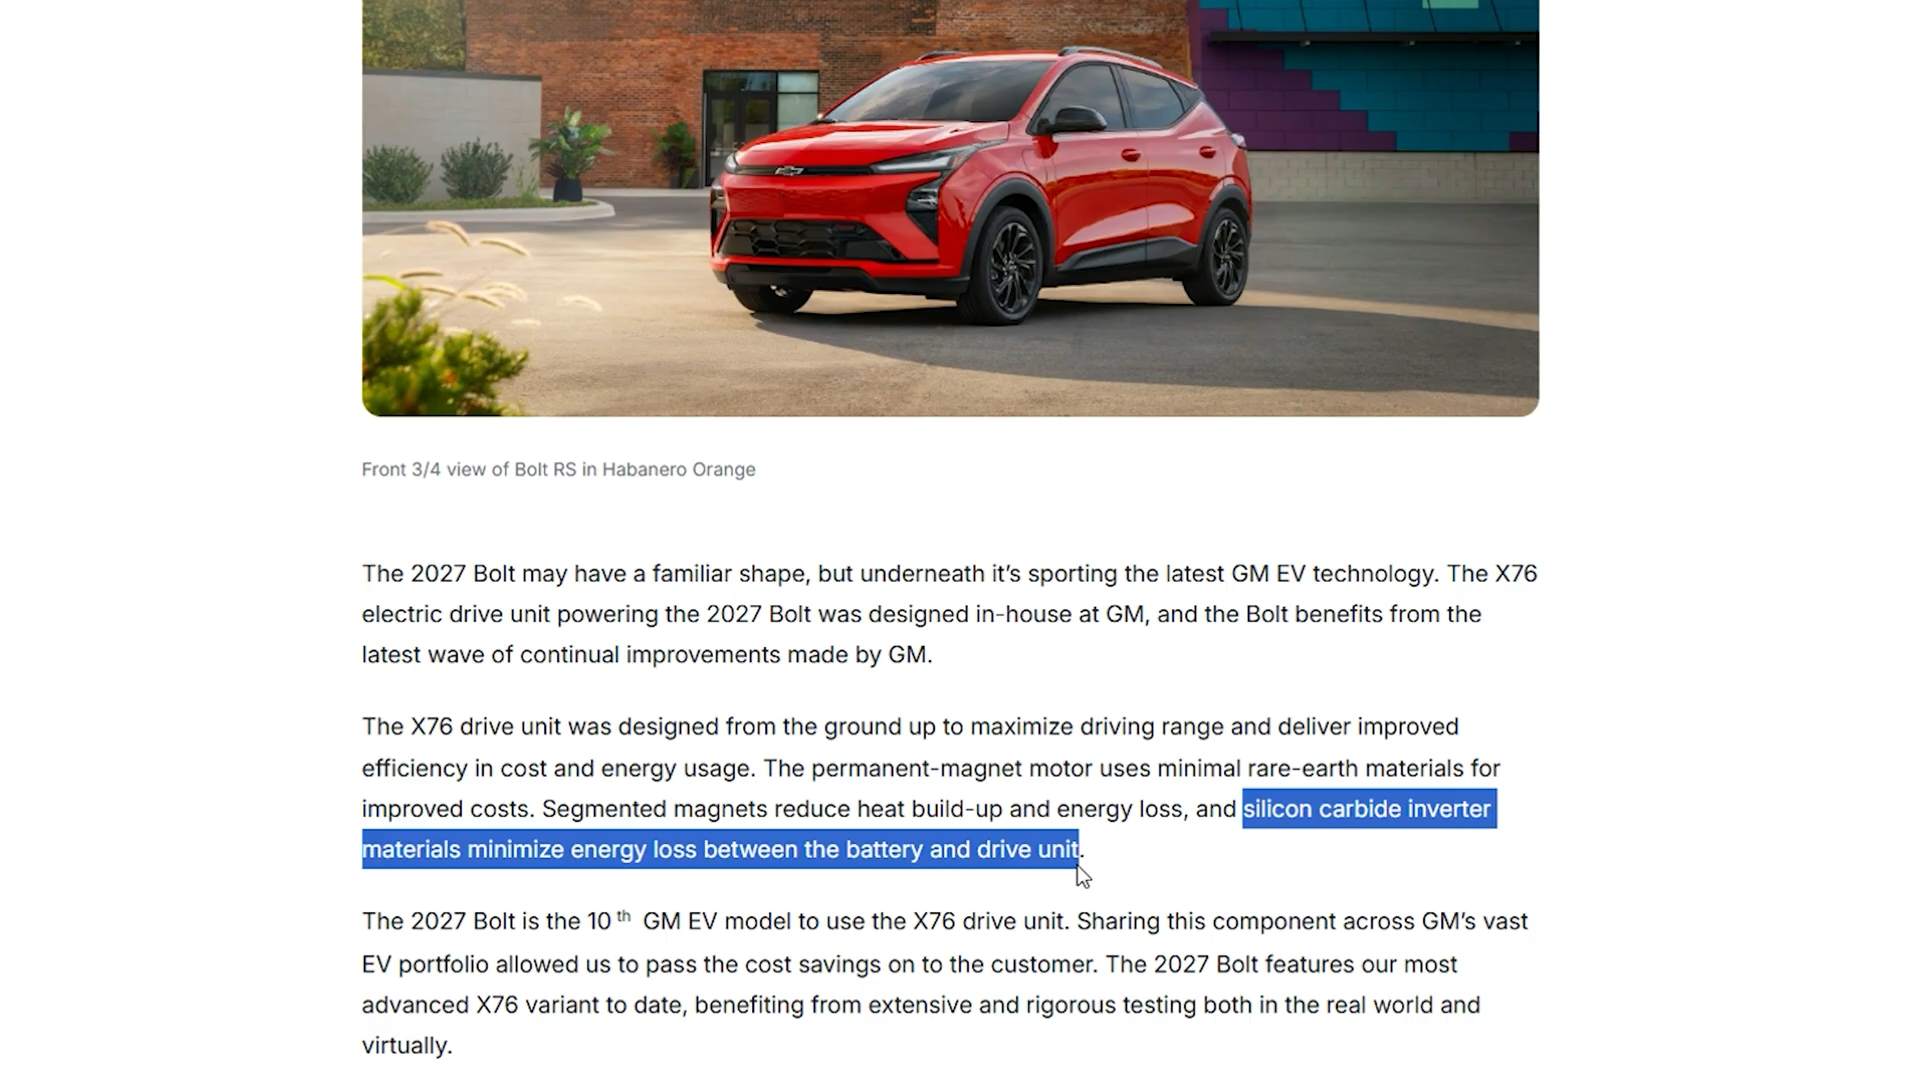 Front 3/4 view of Bolt RS in Habanero Orange
The 2027 Bolt may have a familiar shape, but underneath it’s sporting the latest GM EV technology. The X76
electric drive unit powering the 2027 Bolt was designed in-house at GM, and the Bolt benefits from the
latest wave of continual improvements made by GM.
The X76 drive unit was designed from the ground up to maximize driving range and deliver improved
efficiency in cost and energy usage. The permanent-magnet motor uses minimal rare-earth materials for
improved costs. Segmented magnets reduce heat build-up and energy loss, and silicon carbide inverter
materials minimize energy loss between the battery and drive unit.
The 2027 Bolt is the 10 th GM EV model to use the X76 drive unit. Sharing this component across GM’s vast
EV portfolio allowed us to pass the cost savings on to the customer. The 2027 Bolt features our most
advanced X76 variant to date, benefiting from extensive and rigorous testing both in the real world and
virtually.